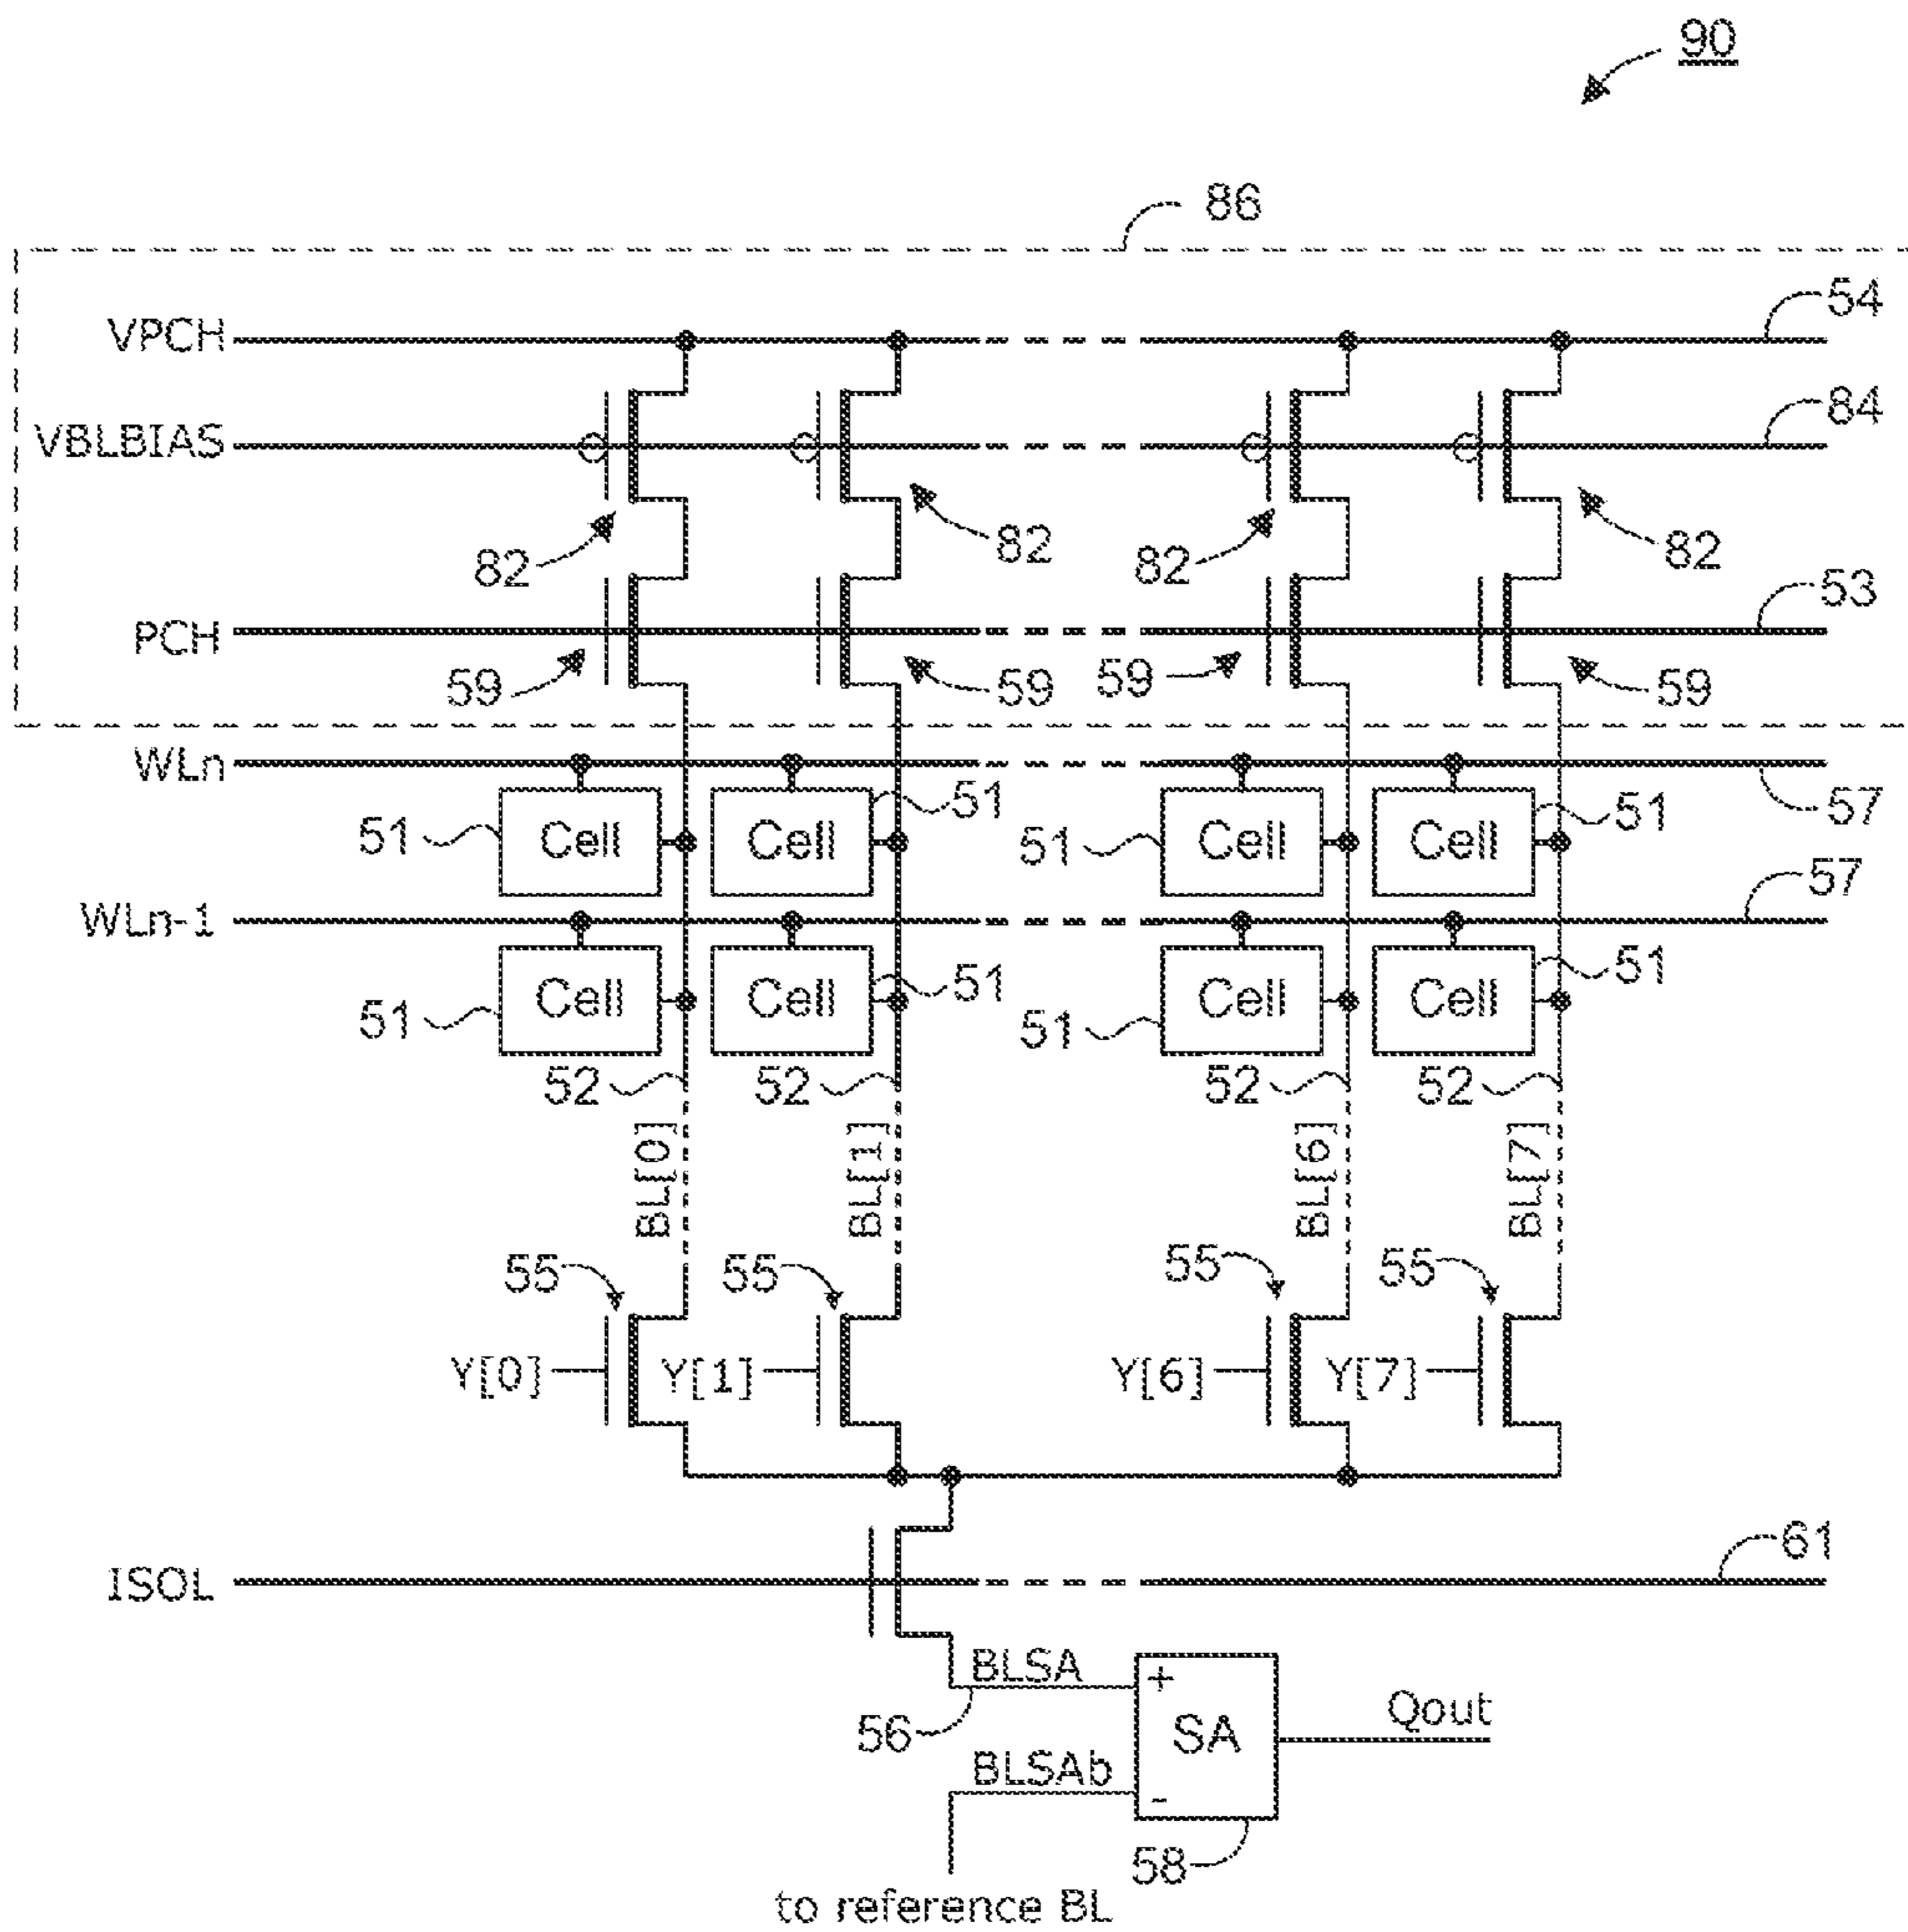 90
86
VPCH 54
VBLBIAS 84
82 82 82 82
PCH 53
59 59 59 59
WLn 57
51 Cell Cell 51 51 Cell Cell 51
WLn-1 57
51 Cell Cell 51 51 Cell Cell 51
52 52 52 52
BL[0] BL[1] BL[6] BL[7]
55 55 55 55
Y[0] Y[1] Y[6] Y[7]
ISOL 61
BLSA +
56 SA Qout
BLSAb -
58
to reference BL